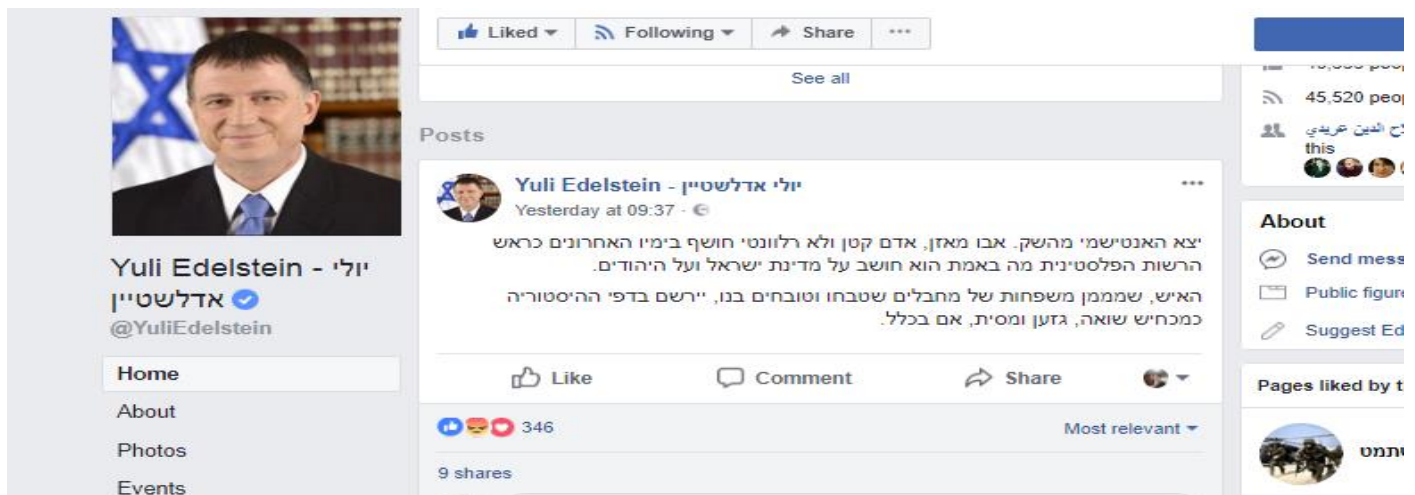 Liked
Following
Share
See all
45,520
الدين عريدي
this
Posts
Yuli Edelstein - יולי אדלשטיין
Yesterday at 09:37
יצא האנטישמי מהשק. אבו מאזן, אדם קטן ולא רלוונטי חושף בימיו האחרונים כראש
הרשות הפלסטינית מה באמת הוא חושב על מדינת ישראל ועל היהודים.
האיש, שמממן משפחות של מחבלים שטבחו וטובחים בנו, יירשם בדפי ההיסטוריה
כמכחיש שואה, גזען ומסית, אם בכלל.
Like
Comment
Share
346
Most relevant
9 shares
Yuli Edelstein - יולי
אדלשטיין
@YuliEdelstein
Home
About
Photos
Events
About
Send
Public
Suggest
Pages liked by